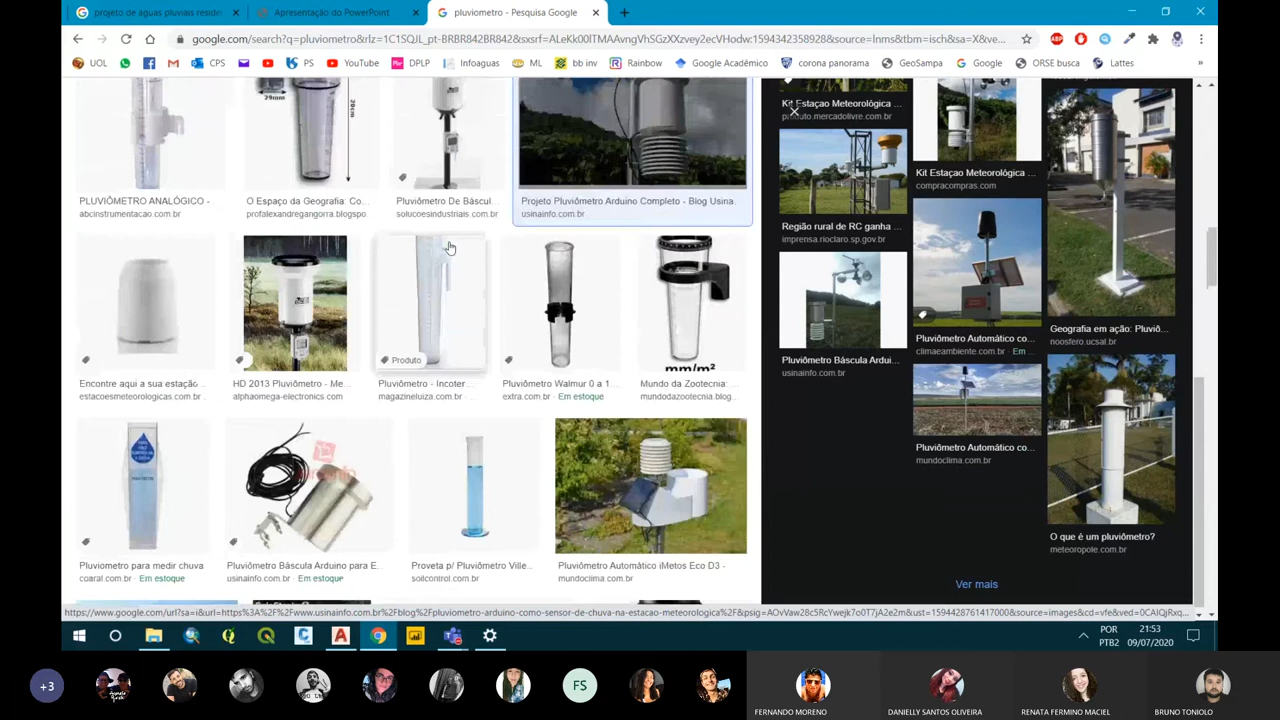 projeto de aguas pluviais reside
Apresentação do PowerPoint
pluviometro - Pesquisa Google
google.com/search?q=pluviometro&rlz=1C1SQJL_pt-BRBR842BR842&sxsrf=ALeKk00lTMAAvngVhSGzXXzvey2ecVHodw:1594342358928&source=lnms&tbm=isch&sa=X&ve...
ABP
UOL
CPS
PS
YouTube
DPLP
Infoaguas
ML
bb inv
Rainbow
Google Acadêmico
corona panorama
GeoSampa
Google
ORSE busca
Lattes
»
29mm
PLUVIÔMETRO ANALÓGICO -
abcinstrumentacao.com.br
O Espaço da Geografia: Co...
profalexandregangorra.blogspo
Pluviômetro De Báscul...
solucoesindustriais.com.br
Projeto Pluviômetro Arduino Completo - Blog Usina...
usinainfo.com.br
Kit Estaçao Meteorológica ...
produto.mercadolivre.com.br
Kit Estaçao Meteorológica ...
compracompras.com
Região rural de RC ganha ...
imprensa.rioclaro.sp.gov.br
Produto
mm/m²
Encontre aqui a sua estação...
estacoesmeteorologicas.com.br
HD 2013 Pluviômetro - Me...
alphaomega-electronics.com
Pluviômetro - Incoter...
magazineluiza.com.br
Pluviômetro Walmur 0 a 1...
extra.com.br · Em estoque
Mundo da Zootecnia: ...
mundodazootecnia.blog...
Pluviômetro Báscula Ardui...
usinainfo.com.br
Pluviômetro Automático co...
climaeambiente.com.br · Em ...
Geografia em ação: Pluviô...
noosfero.ucsal.br
Pluviometro para medir chuva
coaral.com.br · Em estoque
Pluviômetro Báscula Arduino para E...
usinainfo.com.br · Em estoque
Proveta p/ Pluviômetro Ville...
soilcontrol.com.br
Pluviômetro Automático iMetos Eco D3 -
mundoclima.com.br
Pluviômetro Automático co...
mundoclima.com.br
O que é um pluviômetro?
meteoropole.com.br
Ver mais
POR
PTB2
21:53
09/07/2020
+3
FS
FERNANDO MORENO
DANIELLY SANTOS OLIVEIRA
RENATA FERMINO MACIEL
BRUNO TONIOLO